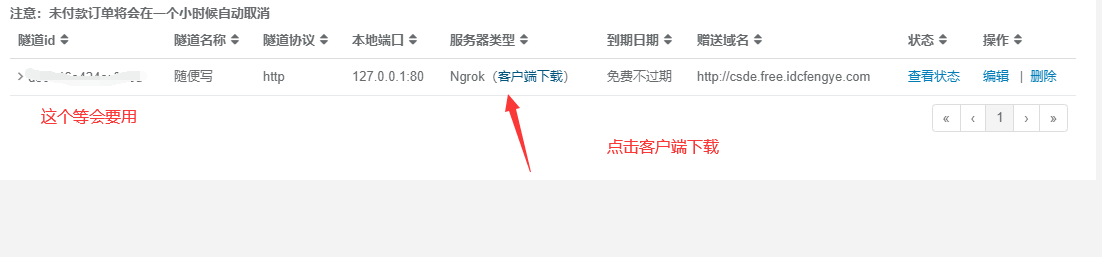 注意：未付款订单将会在一个小时候自动取消
隧道id 隧道名称 隧道协议 本地端口 服务器类型 到期日期 赠送域名 状态 操作
随便写 http 127.0.0.1:80 Ngrok（客户端下载） 免费不过期 http://csde.free.idcfengye.com 查看状态 编辑 | 删除
这个等会要用
« ‹ 1 › »
点击客户端下载